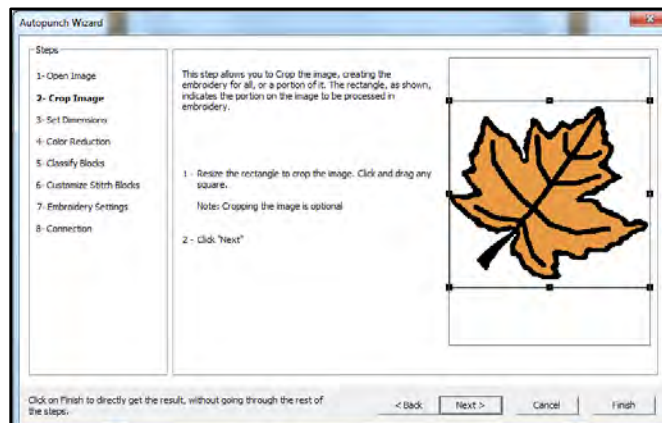 Autopunch Wizard
Steps
1- Open Image
2- Crop Image
3- Set Dimensions
4- Color Reduction
5- Classify Blocks
6- Customize Stitch Blocks
7- Embroidery Settings
8- Connection
This step allows you to Crop the image, creating the
embroidery for all, or a portion of it. The rectangle, as shown,
indicates the portion on the image to be processed in
embroidery.
1 - Resize the rectangle to crop the image. Click and drag any
square.
Note: Cropping the image is optional
2 - Click "Next"
Click on Finish to directly get the result, without going through the rest of
the steps.
< Back
Next >
Cancel
Finish